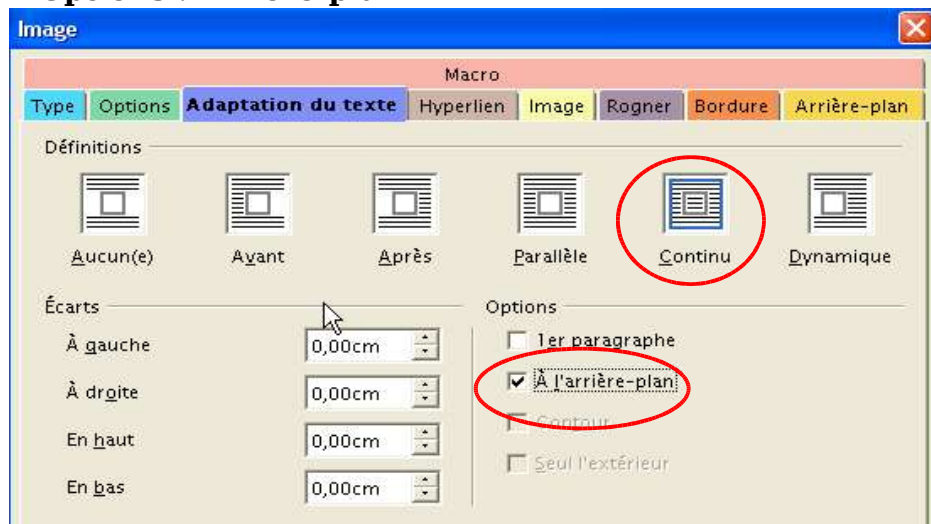 Image
Macro
Type Options Adaptation du texte Hyperlien Image Rogner Bordure Arrière-plan
Définitions
Aucun(e) Avant Après Parallèle Continu Dynamique
Écarts Options
À gauche 0,00cm 1er paragraphe
À droite 0,00cm À l'arrière-plan
En haut 0,00cm Contour
En bas 0,00cm Seul l'extérieur